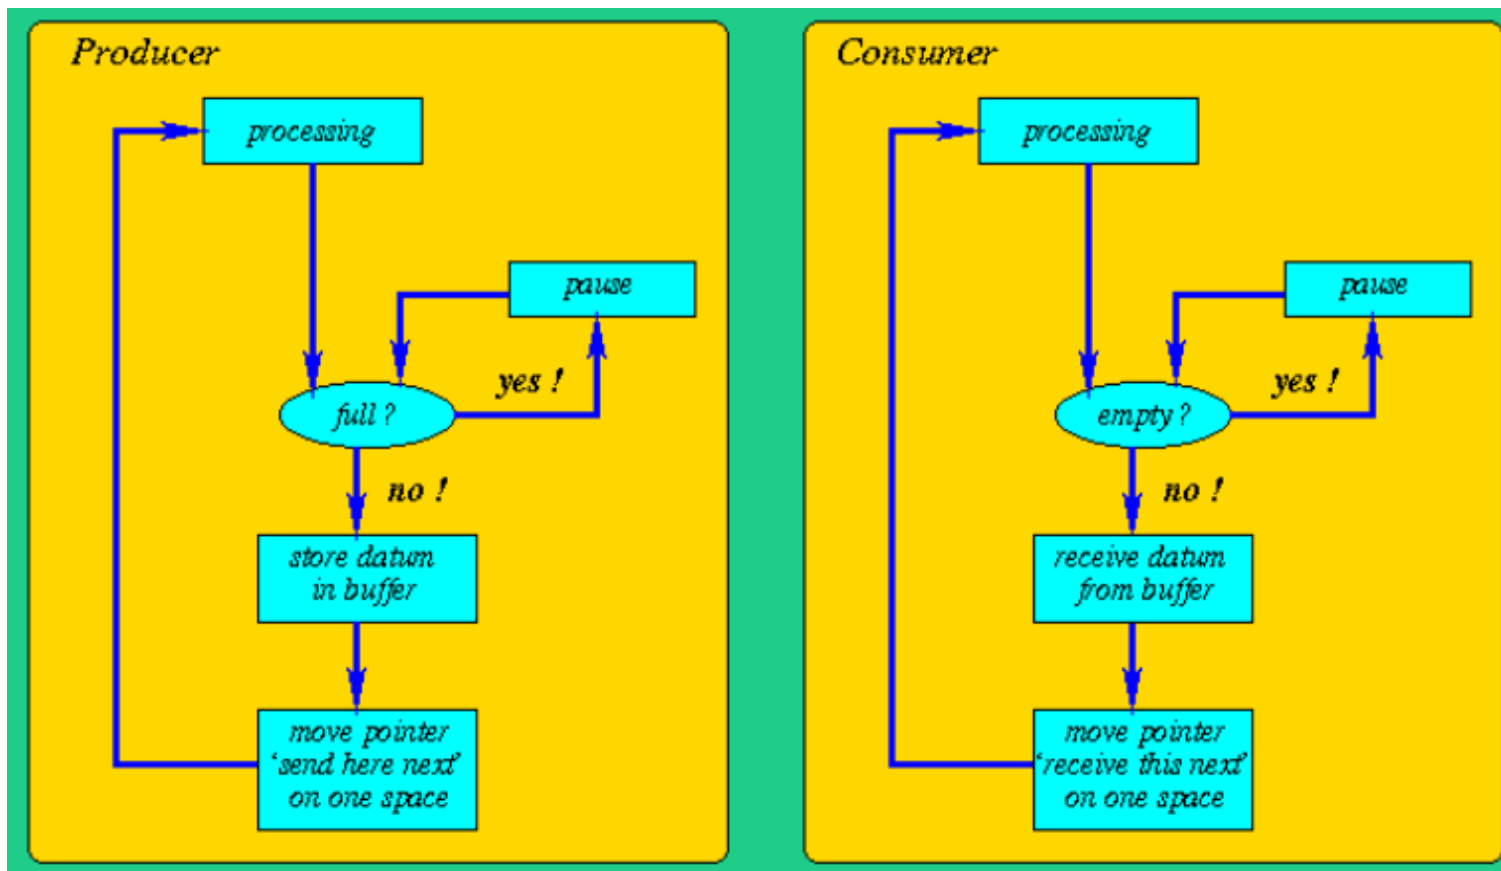 Producer
processing
pause
yes !
full ?
no !
store datum
in buffer
move pointer
‘send here next’
on one space
Consumer
processing
pause
yes !
empty ?
no !
receive datum
from buffer
move pointer
‘receive this next’
on one space